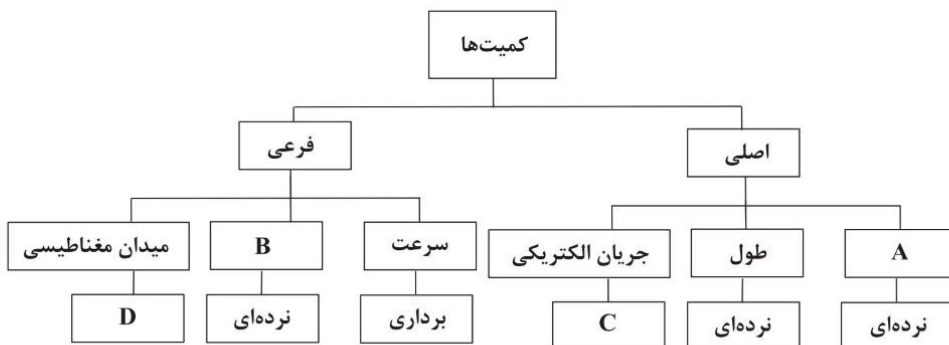 کمیت‌ها
اصلی
فرعی
A
طول
جریان الکتریکی
سرعت
B
میدان مغناطیسی
نرده‌ای
نرده‌ای
C
برداری
نرده‌ای
D